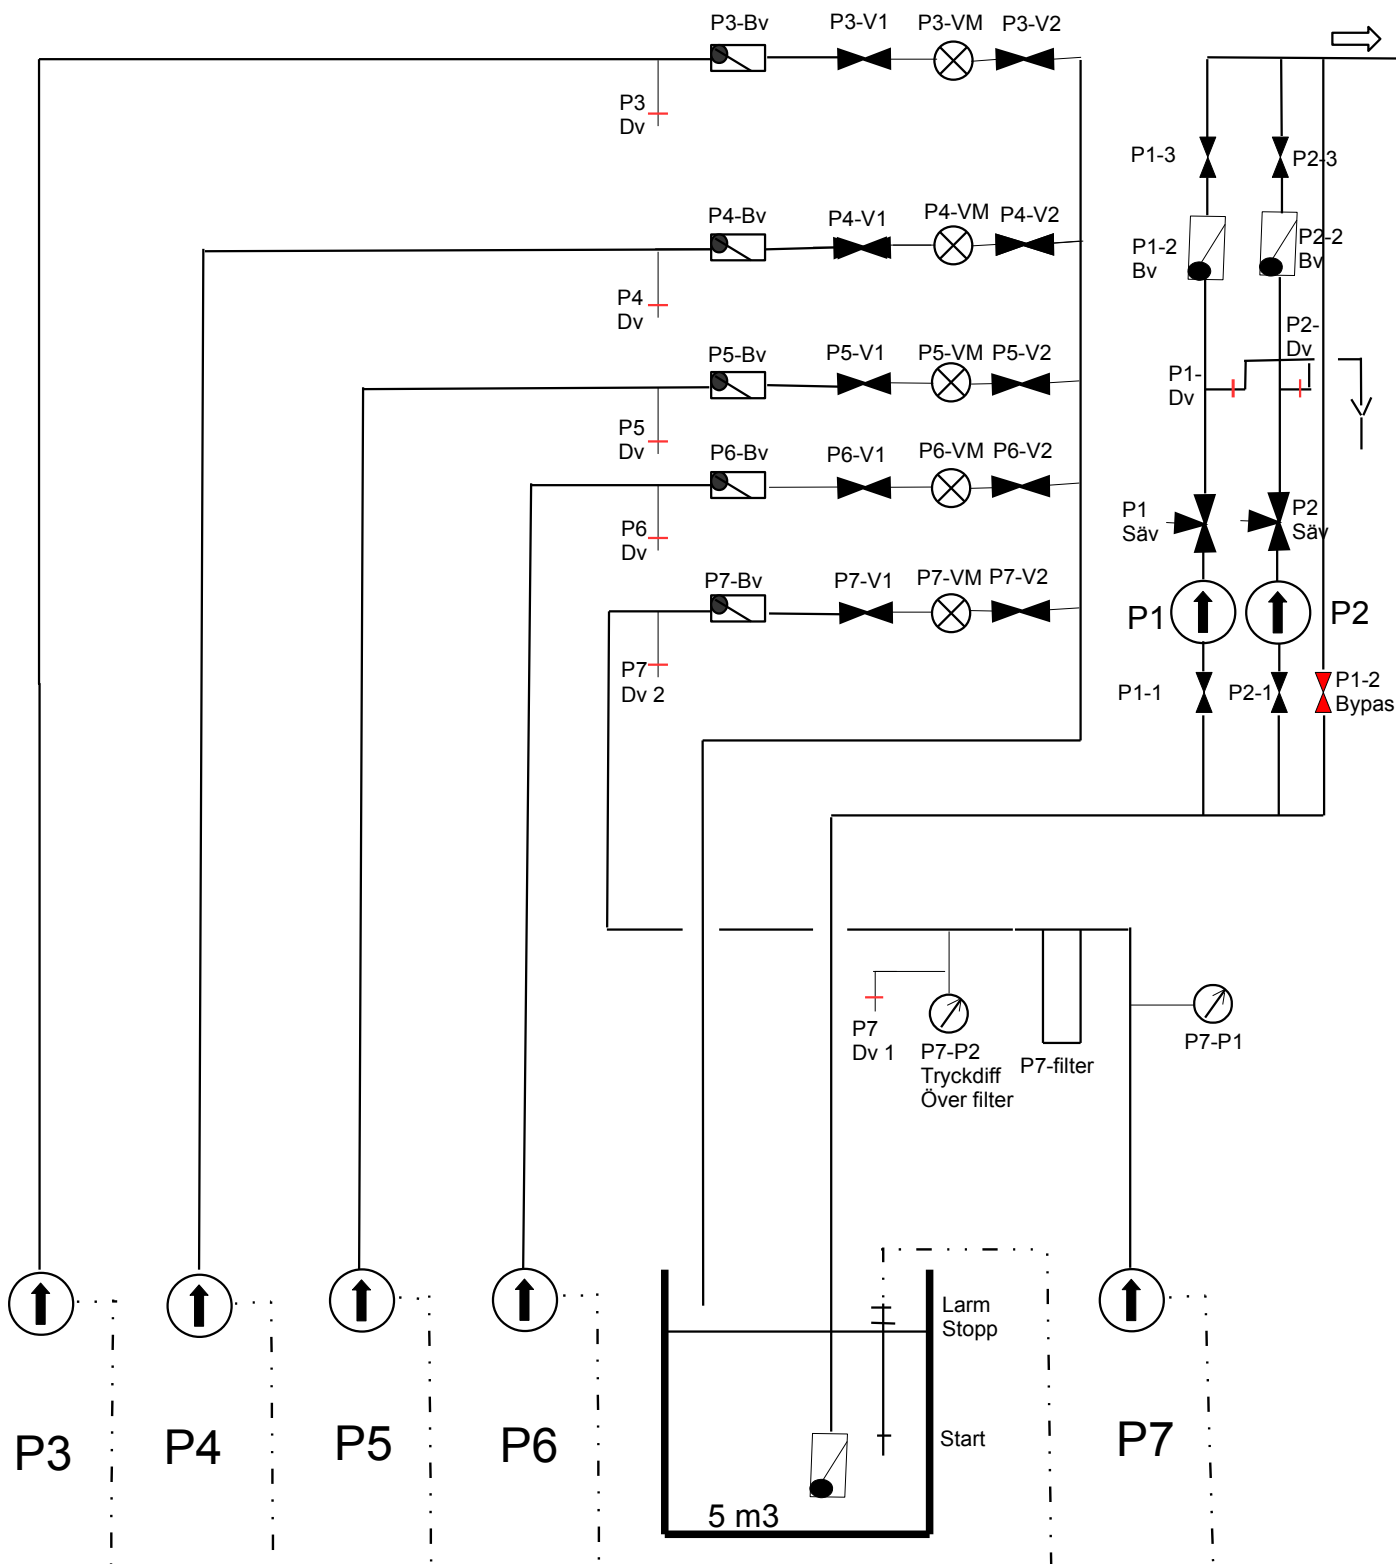 P3-Bv
P3-V1
P3-VM
P3-V2
P3
Dv
P1-3
P2-3
P4-Bv
P4-V1
P4-VM
P4-V2
P1-2
Bv
P2-2
Bv
P4
Dv
P5-Bv
P5-V1
P5-VM
P5-V2
P2-
Dv
P1-
Dv
P5
Dv
P6-Bv
P6-V1
P6-VM
P6-V2
P6
Dv
P1
Säv
P2
Säv
P7-Bv
P7-V1
P7-VM
P7-V2
P1
P2
P7
Dv 2
P1-1
P2-1
P1-2
Bypas
P7
Dv 1
P7-P2
Tryckdiff
Över filter
P7-filter
P7-P1
Larm
Stopp
Start
P3
P4
P5
P6
P7
5 m3